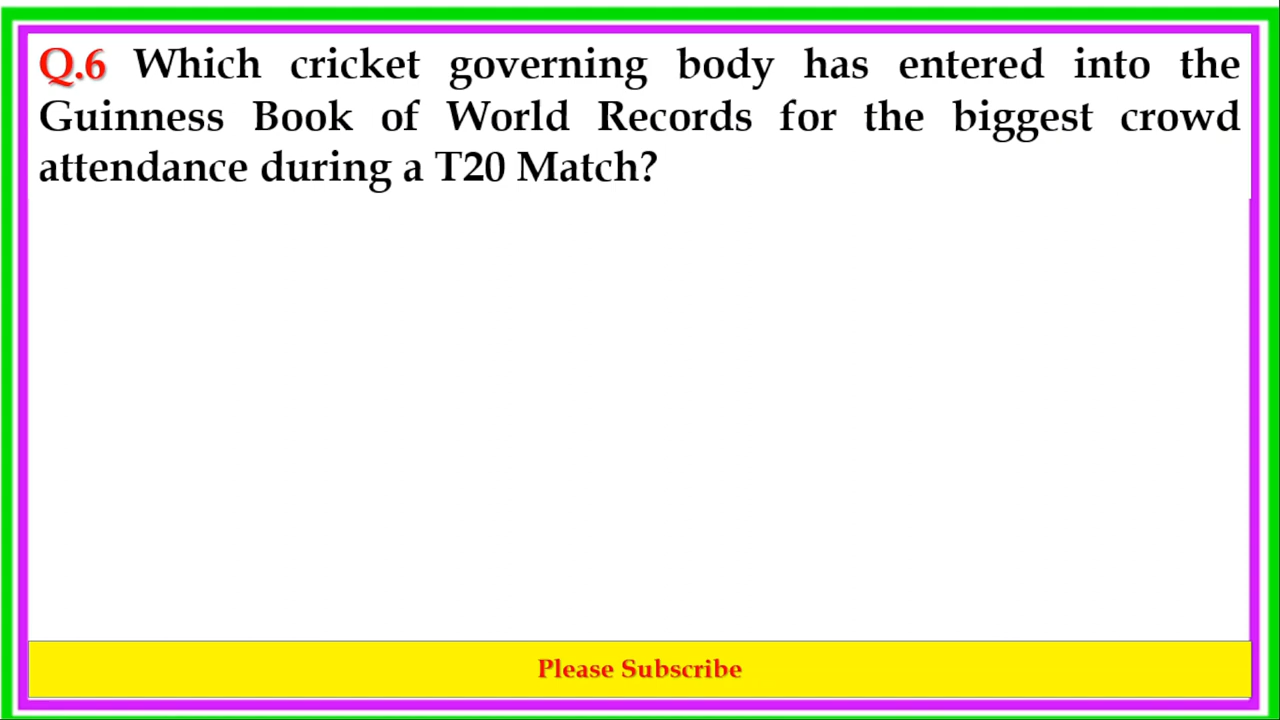 Q.6 Which cricket governing body has entered into the
Guinness Book of World Records for the biggest crowd
attendance during a T20 Match?
Please Subscribe